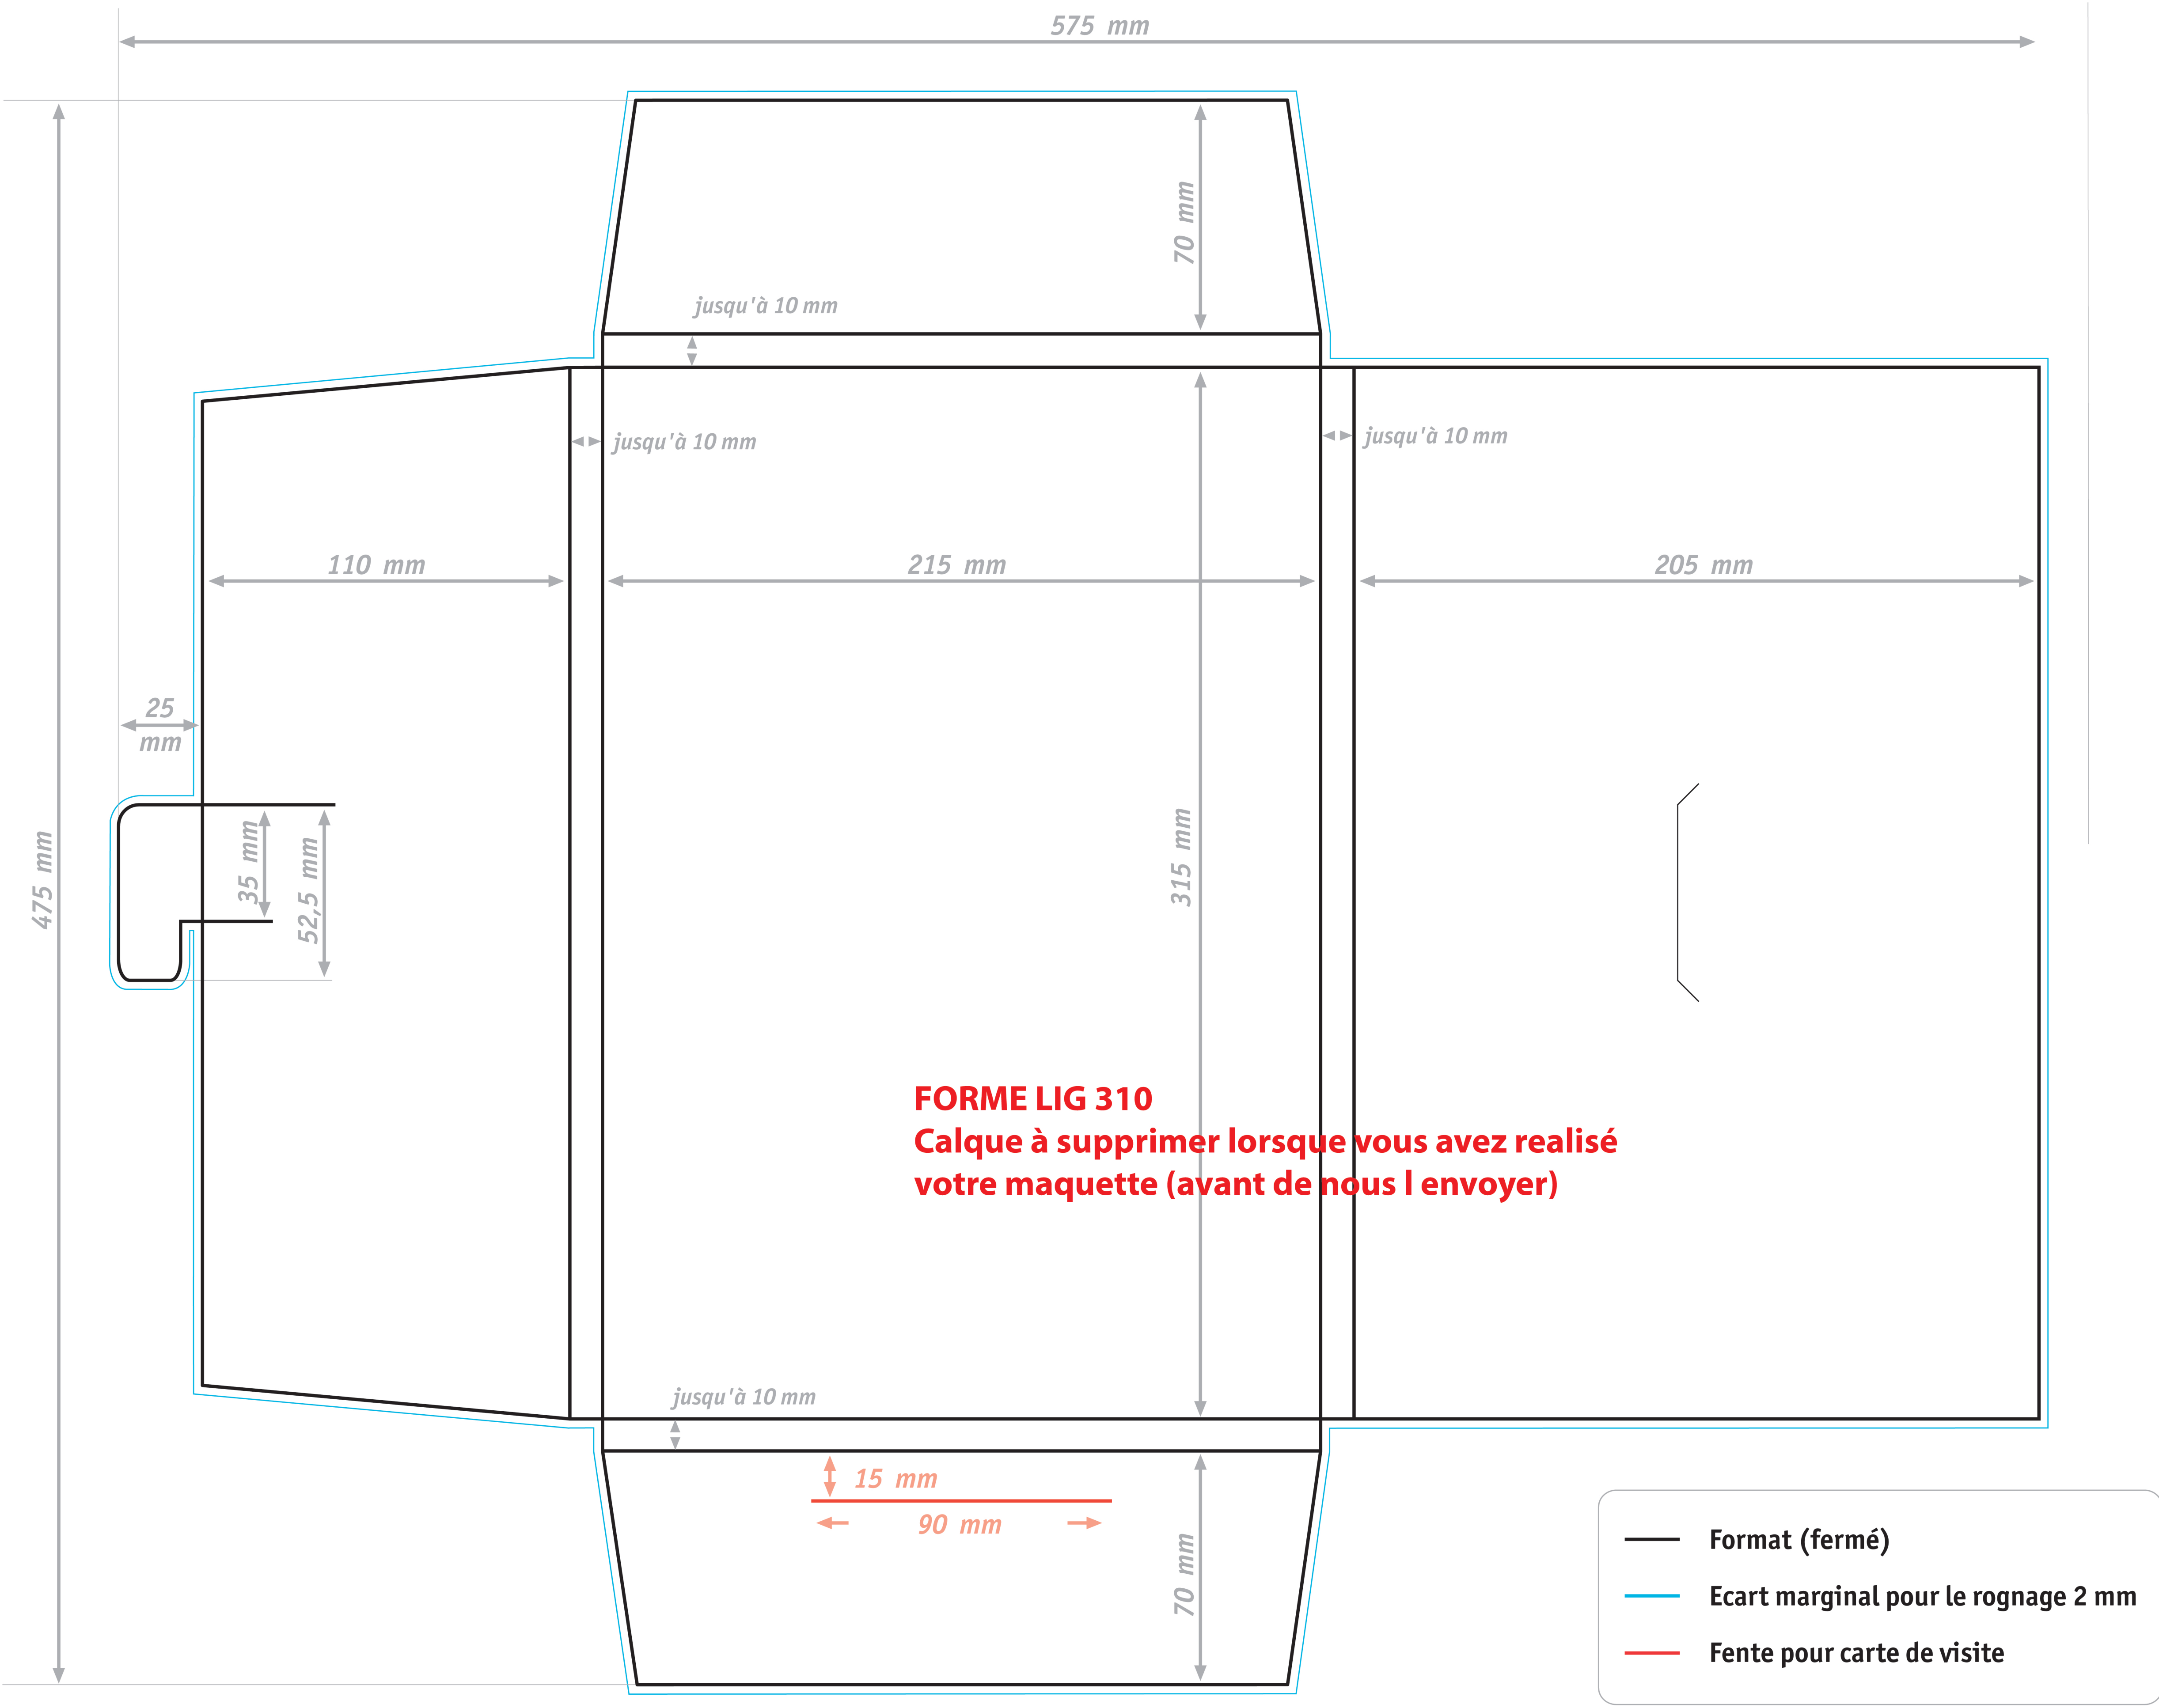 575 mm
70 mm
jusqu'à 10 mm
jusqu'à 10 mm
jusqu'à 10 mm
110 mm
215 mm
205 mm
25
mm
475 mm
35 mm
52,5 mm
315 mm
FORME LIG 310
Calque à supprimer lorsque vous avez realisé
votre maquette (avant de nous l envoyer)
jusqu'à 10 mm
15 mm
90 mm
70 mm
Format (fermé)
Ecart marginal pour le rognage 2 mm
Fente pour carte de visite